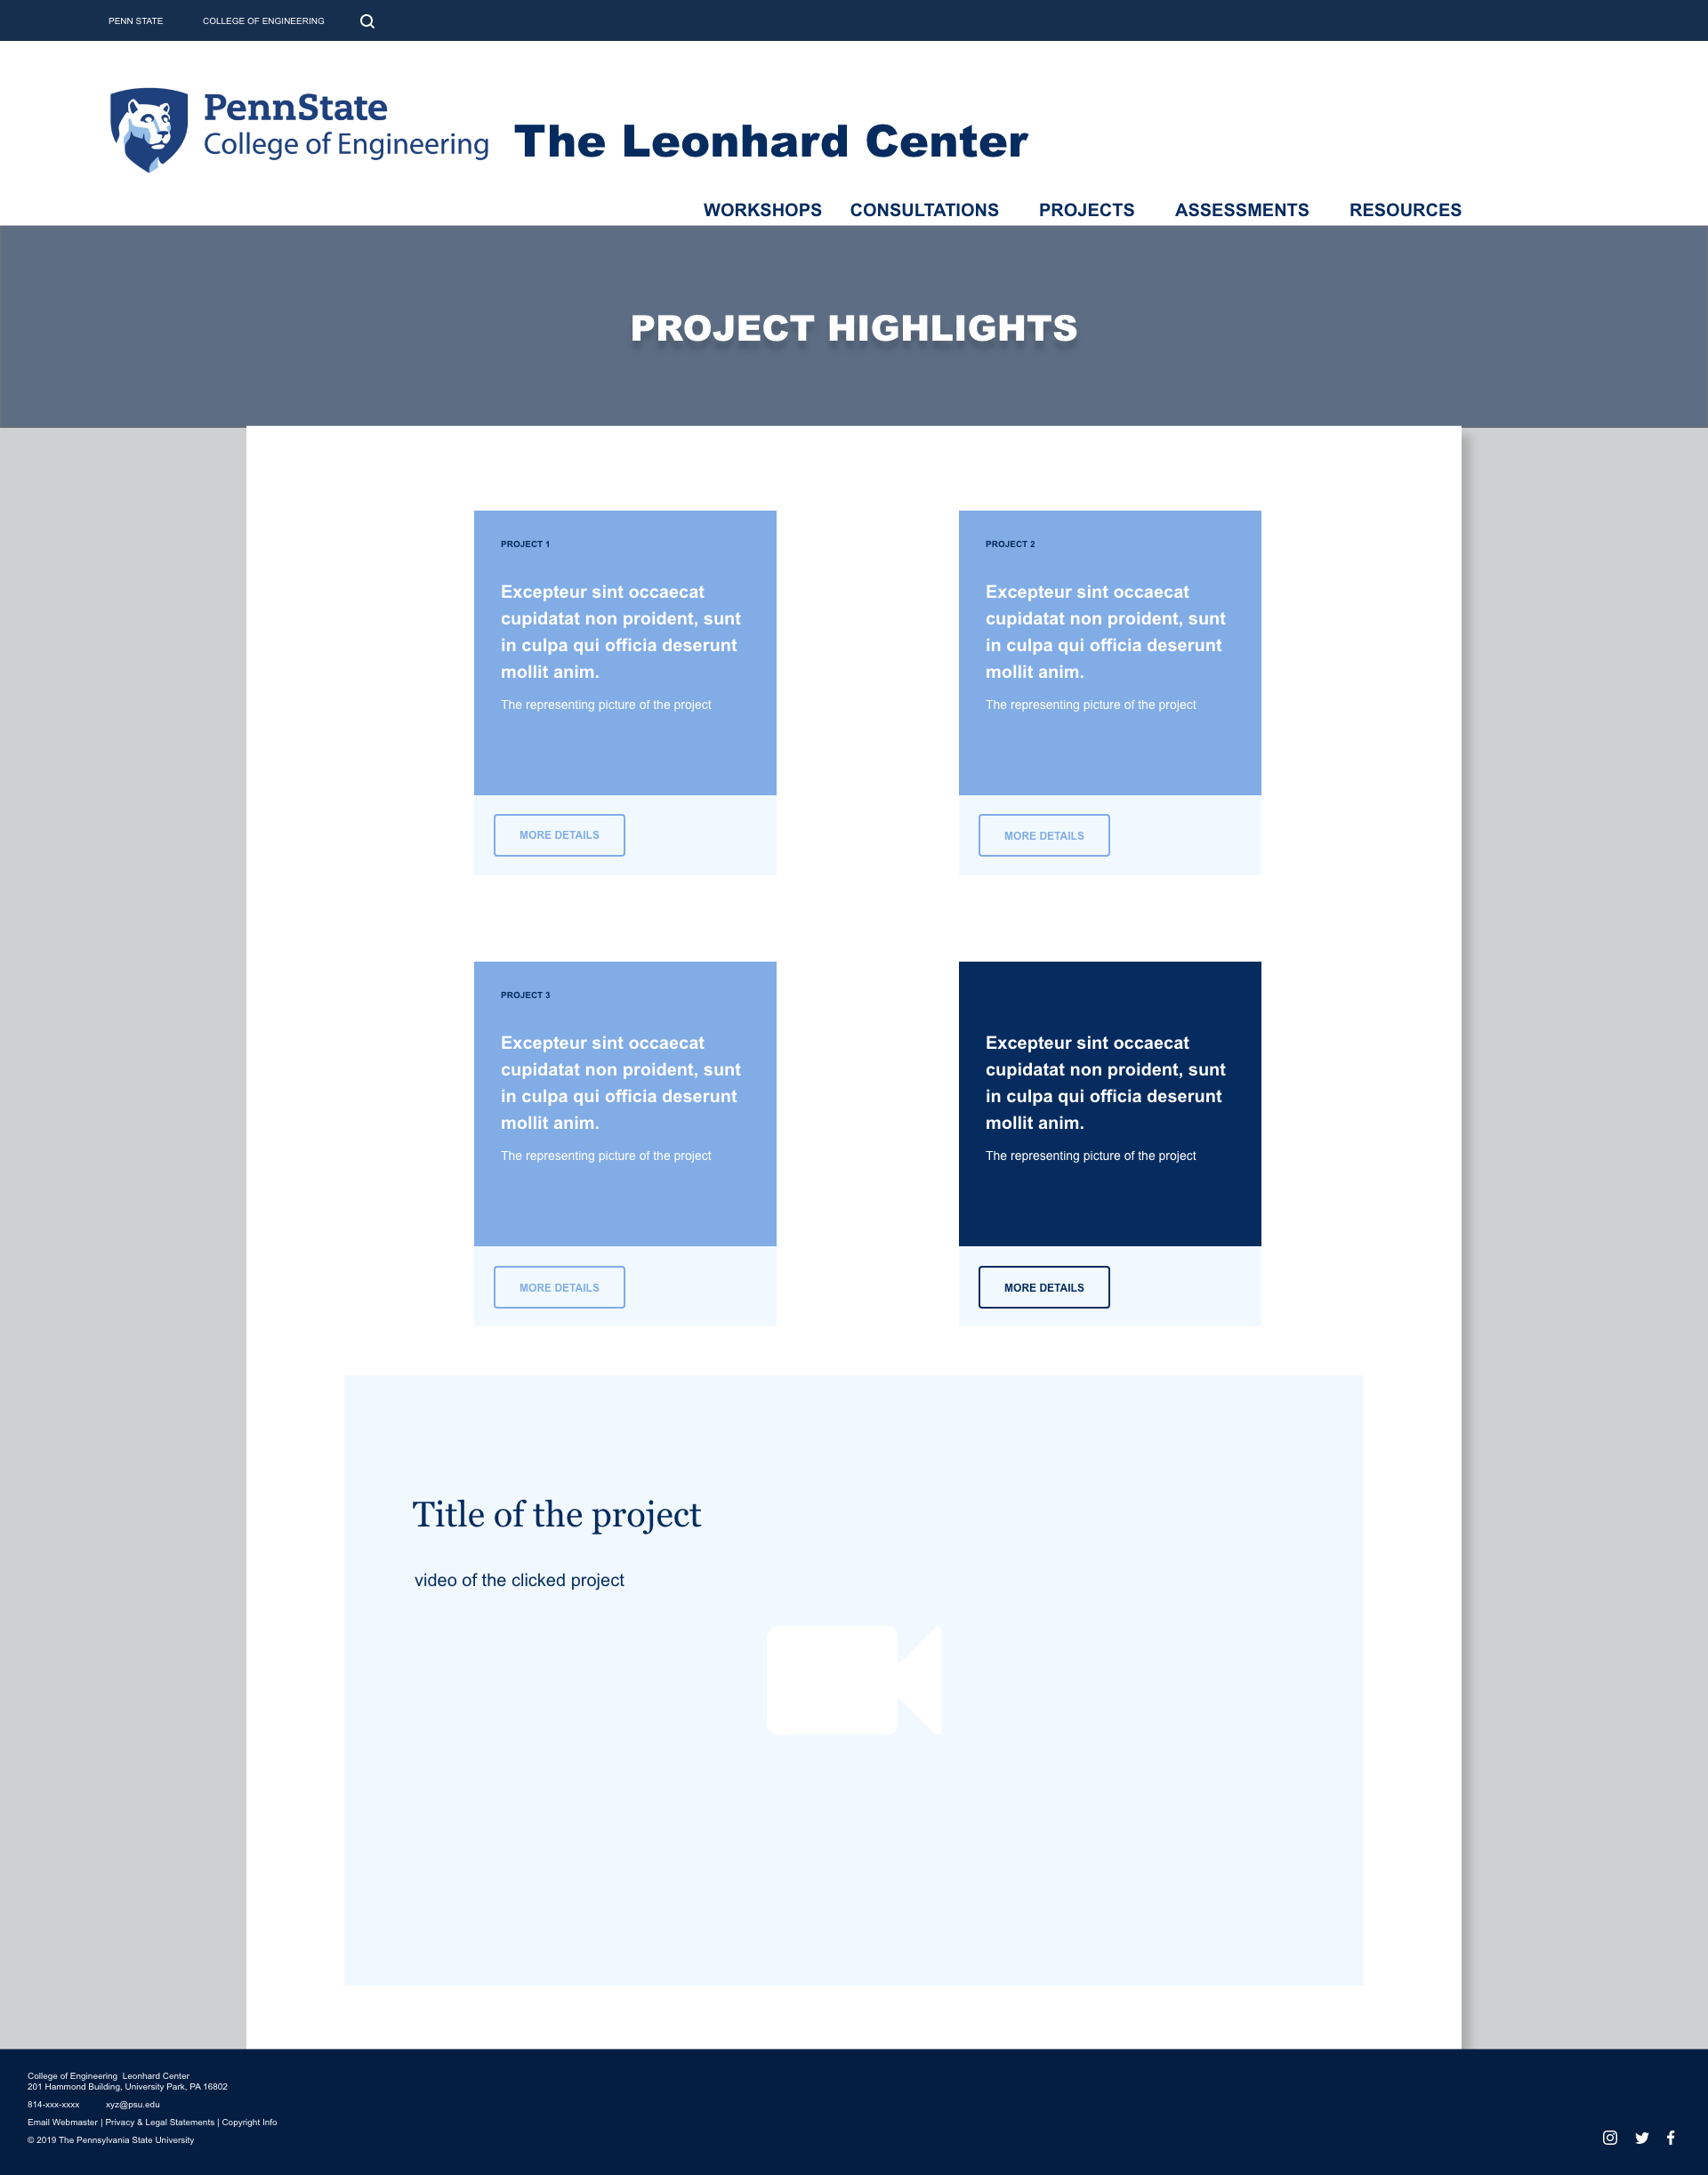 PENN STATE COLLEGE OF ENGINEERING
PennState
College of Engineering
The Leonhard Center
WORKSHOPS CONSULTATIONS PROJECTS ASSESSMENTS RESOURCES
PROJECT HIGHLIGHTS
PROJECT 1
Excepteur sint occaecat
cupidatat non proident, sunt
in culpa qui officia deserunt
mollit anim.
The representing picture of the project
MORE DETAILS
PROJECT 2
Excepteur sint occaecat
cupidatat non proident, sunt
in culpa qui officia deserunt
mollit anim.
The representing picture of the project
MORE DETAILS
PROJECT 3
Excepteur sint occaecat
cupidatat non proident, sunt
in culpa qui officia deserunt
mollit anim.
The representing picture of the project
MORE DETAILS
Excepteur sint occaecat
cupidatat non proident, sunt
in culpa qui officia deserunt
mollit anim.
The representing picture of the project
MORE DETAILS
Title of the project
video of the clicked project
College of Engineering Leonhard Center
201 Hammond Building, University Park, PA 16802
814-xxx-xxxx xyz@psu.edu
Email Webmaster | Privacy & Legal Statements | Copyright Info
© 2019 The Pennsylvania State University